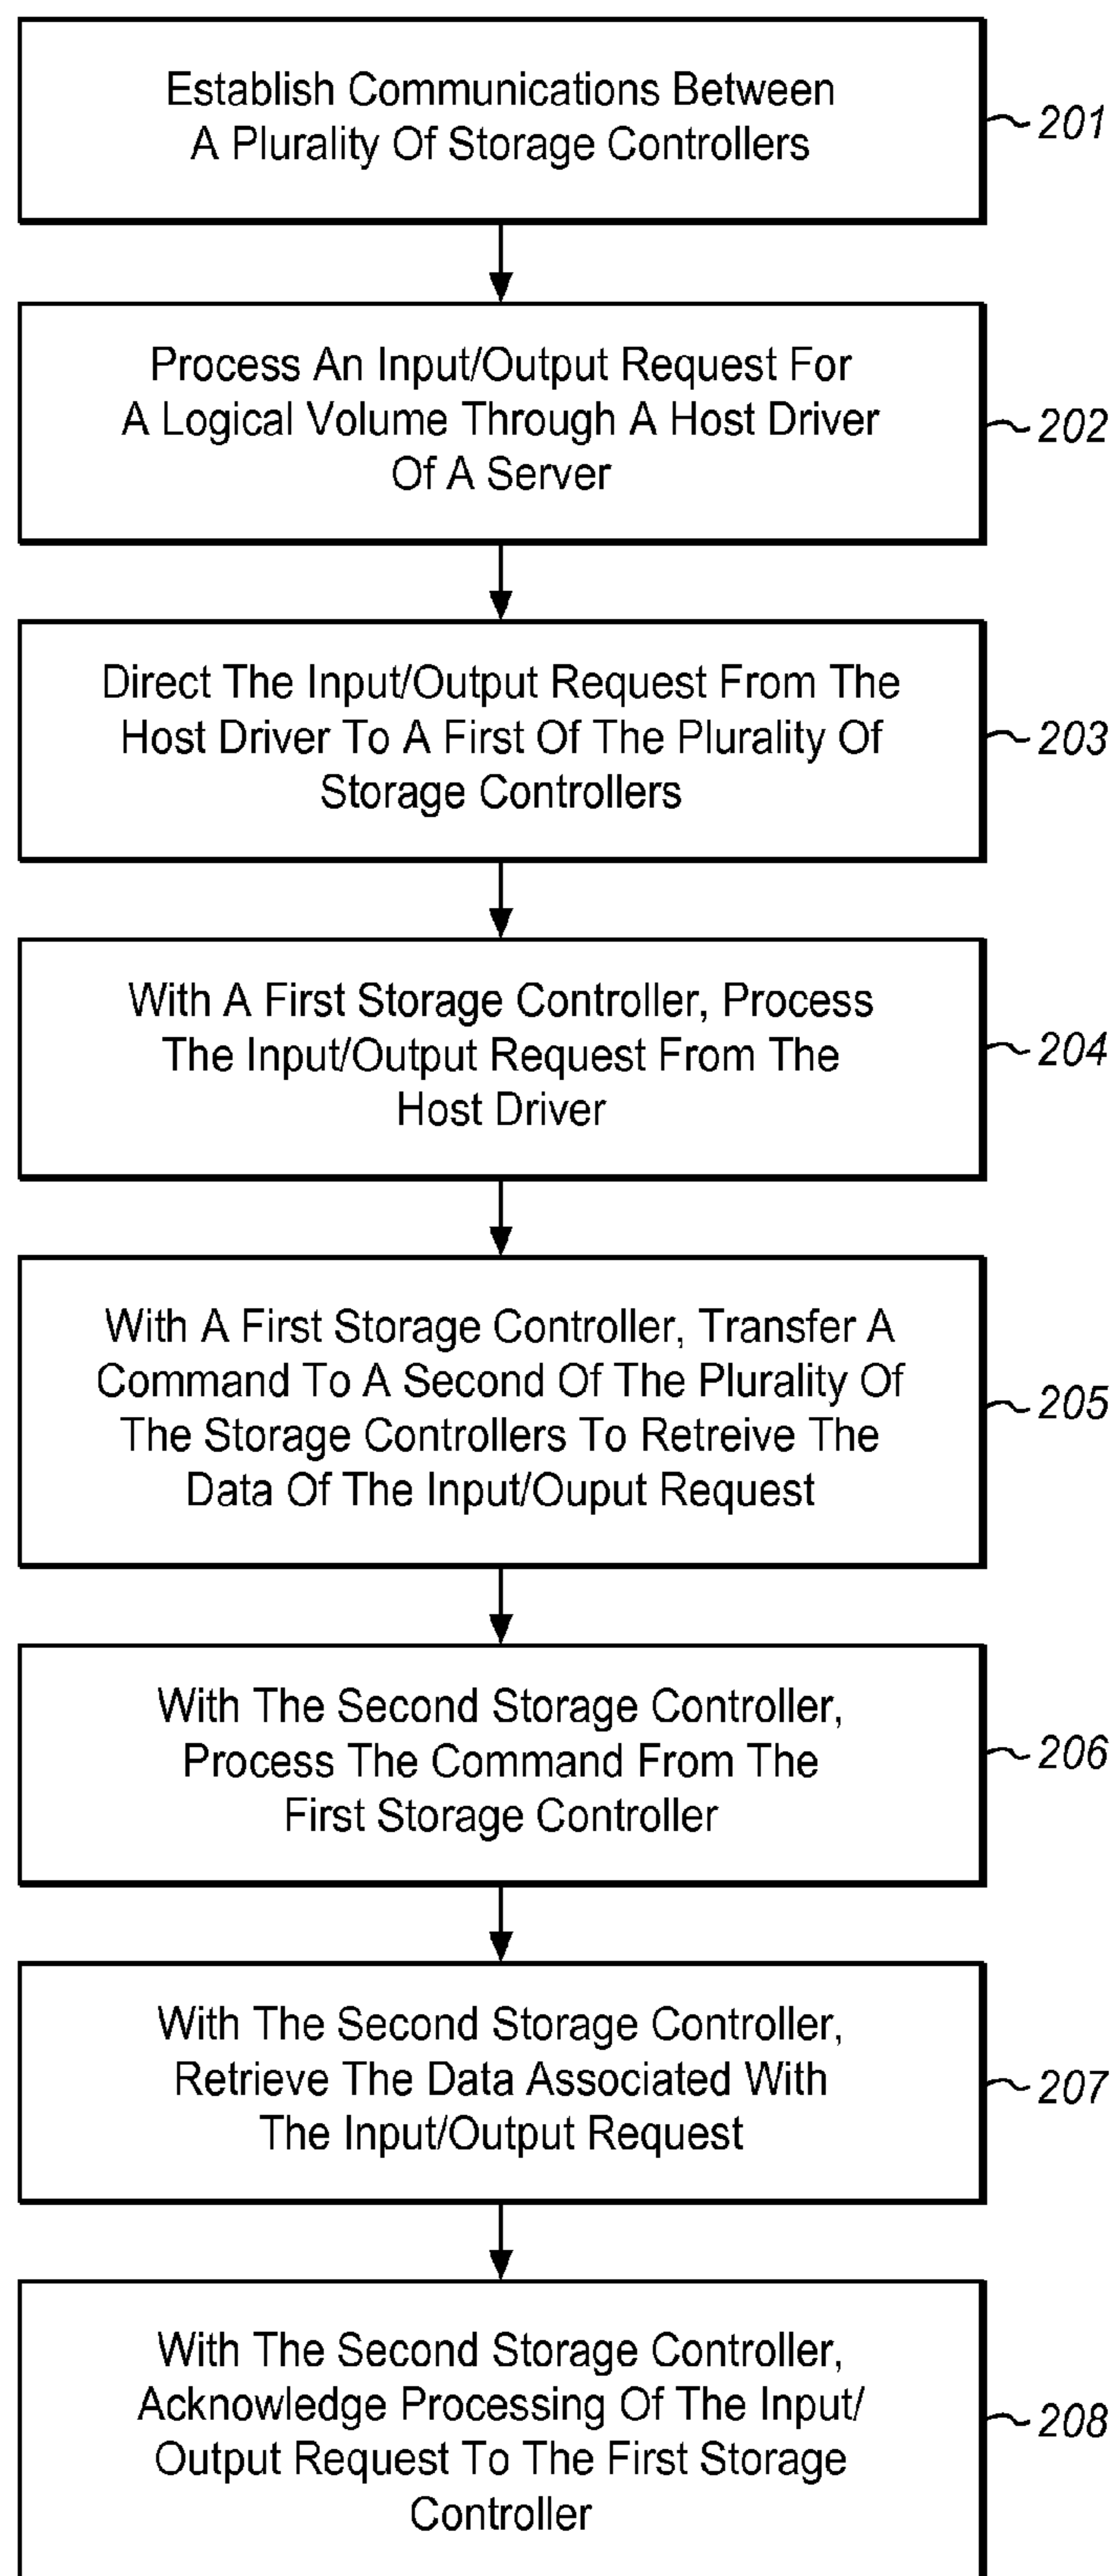 Establish Communications Between
A Plurality Of Storage Controllers
201
Process An Input/Output Request For
A Logical Volume Through A Host Driver
Of A Server
202
Direct The Input/Output Request From The
Host Driver To A First Of The Plurality Of
Storage Controllers
203
With A First Storage Controller, Process
The Input/Output Request From The
Host Driver
204
With A First Storage Controller, Transfer A
Command To A Second Of The Plurality Of
The Storage Controllers To Retreive The
Data Of The Input/Ouput Request
205
With The Second Storage Controller,
Process The Command From The
First Storage Controller
206
With The Second Storage Controller,
Retrieve The Data Associated With
The Input/Output Request
207
With The Second Storage Controller,
Acknowledge Processing Of The Input/
Output Request To The First Storage
Controller
208